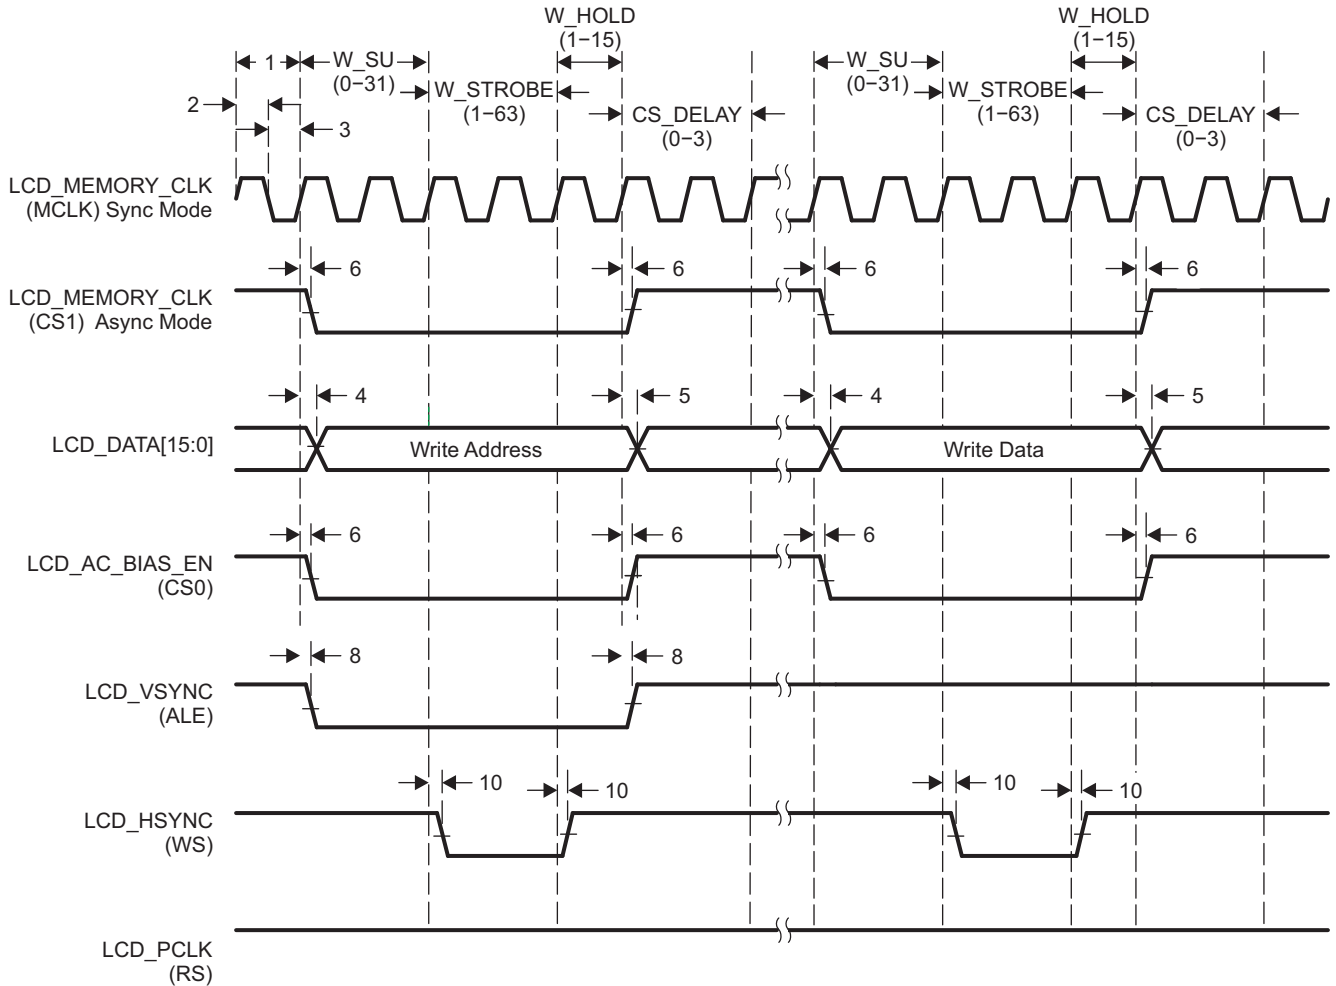 W_HOLD
(1−15)
W_HOLD
(1−15)
1
W_SU
(0−31)
W_SU
(0−31)
2
W_STROBE
(1−63)
W_STROBE
(1−63)
3
CS_DELAY
(0−3)
CS_DELAY
(0−3)
LCD_MEMORY_CLK
(MCLK) Sync Mode
6
6
6
6
LCD_MEMORY_CLK
(CS1) Async Mode
4
5
4
5
LCD_DATA[15:0]
Write Address
Write Data
6
6
6
6
LCD_AC_BIAS_EN
(CS0)
8
8
LCD_VSYNC
(ALE)
10
10
10
10
LCD_HSYNC
(WS)
LCD_PCLK
(RS)